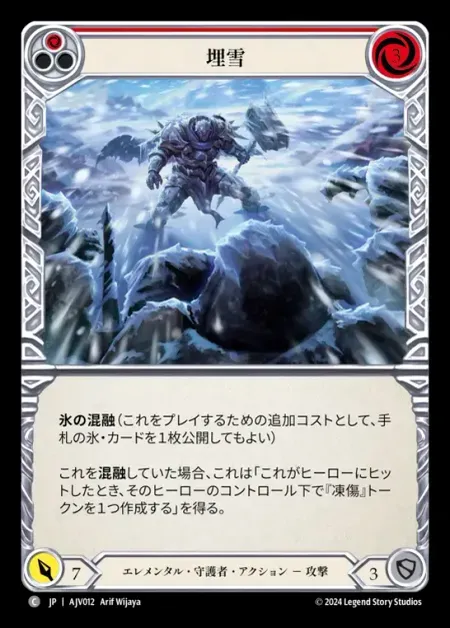 埋雪
3
氷の混融(これをプレイするための追加コストとして、手
札の氷・カードを1枚公開してもよい)
これを混融していた場合、これは「これがヒーローにヒッ
トしたとき、そのヒーローのコントロール下で『凍傷』トー
クンを1つ作成する」を得る。
7
エレメンタル・守護者・アクション － 攻撃
3
C JP | AJV012 Arif Wijaya
© 2024 Legend Story Studios